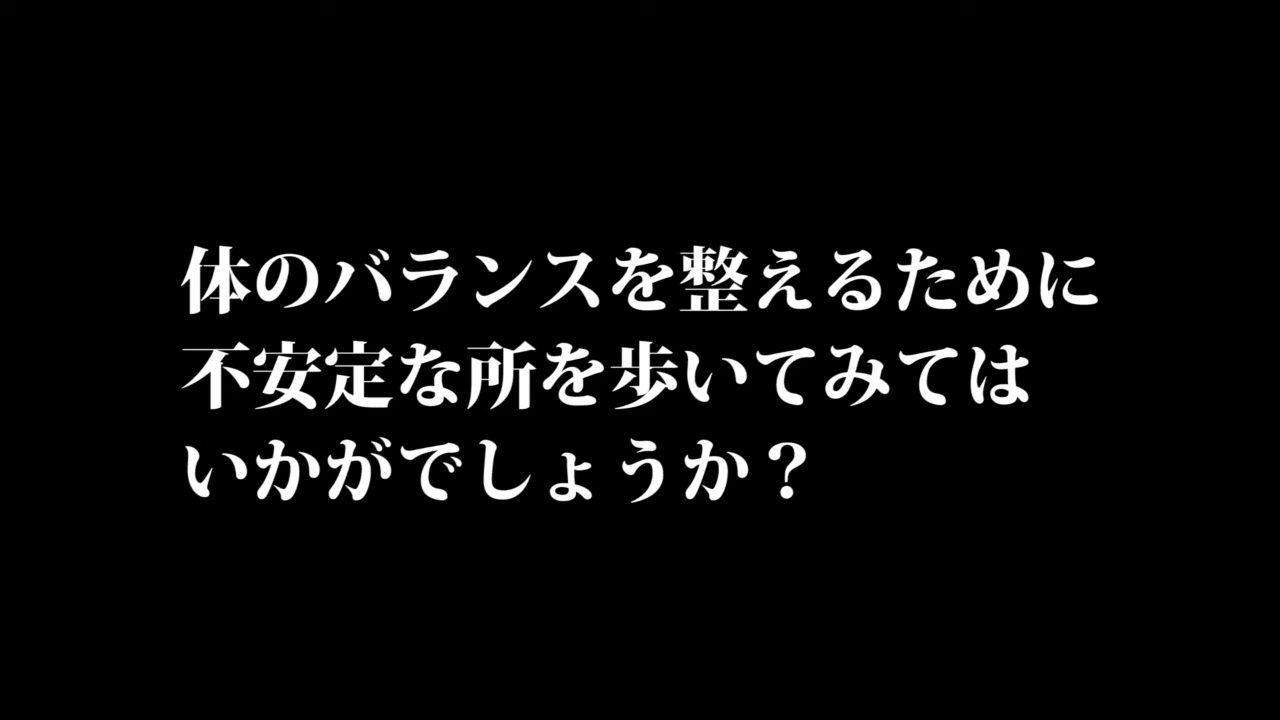 体のバランスを整えるために
不安定な所を歩いてみては
いかがでしょうか？